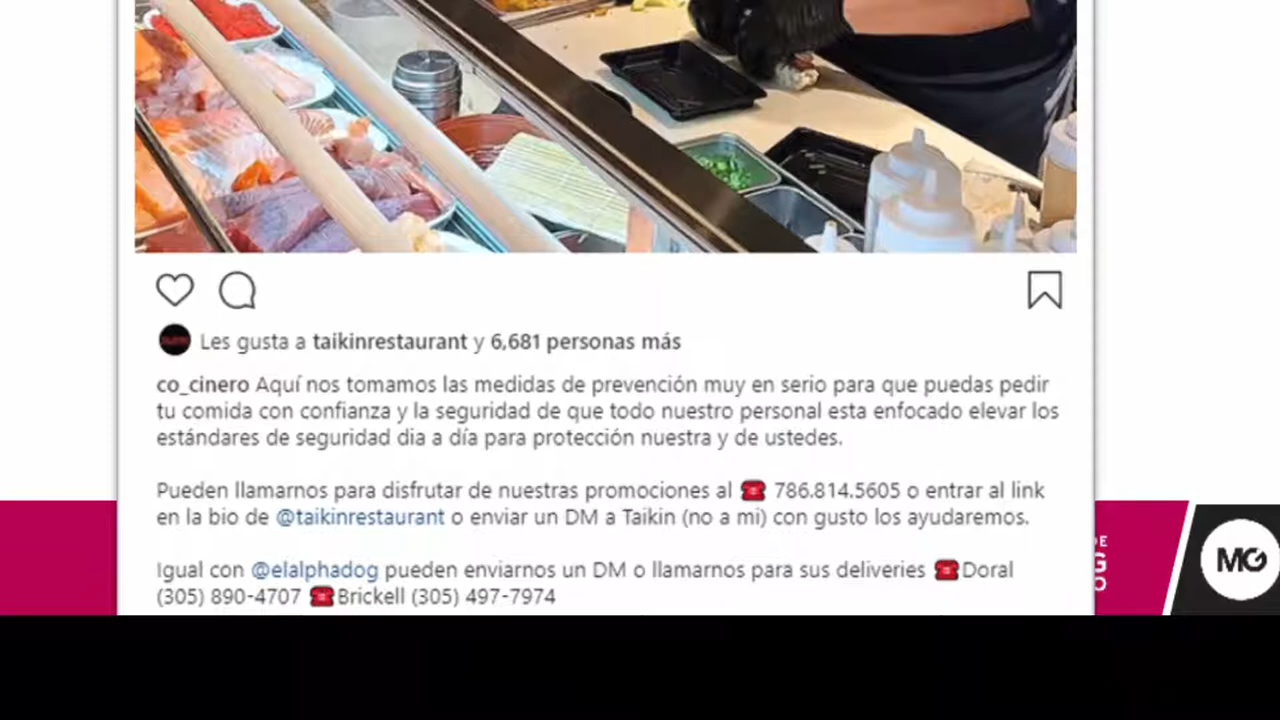 Les gusta a taikinrestaurant y 6,681 personas más
co_cinero Aquí nos tomamos las medidas de prevención muy en serio para que puedas pedir
tu comida con confianza y la seguridad de que todo nuestro personal esta enfocado elevar los
estándares de seguridad dia a día para protección nuestra y de ustedes.
Pueden llamarnos para disfrutar de nuestras promociones al ☎️ 786.814.5605 o entrar al link
en la bio de @taikinrestaurant o enviar un DM a Taikin (no a mi) con gusto los ayudaremos.
Igual con @elalphadog pueden enviarnos un DM o llamarnos para sus deliveries ☎️Doral
(305) 890-4707 ☎️Brickell (305) 497-7974
MG